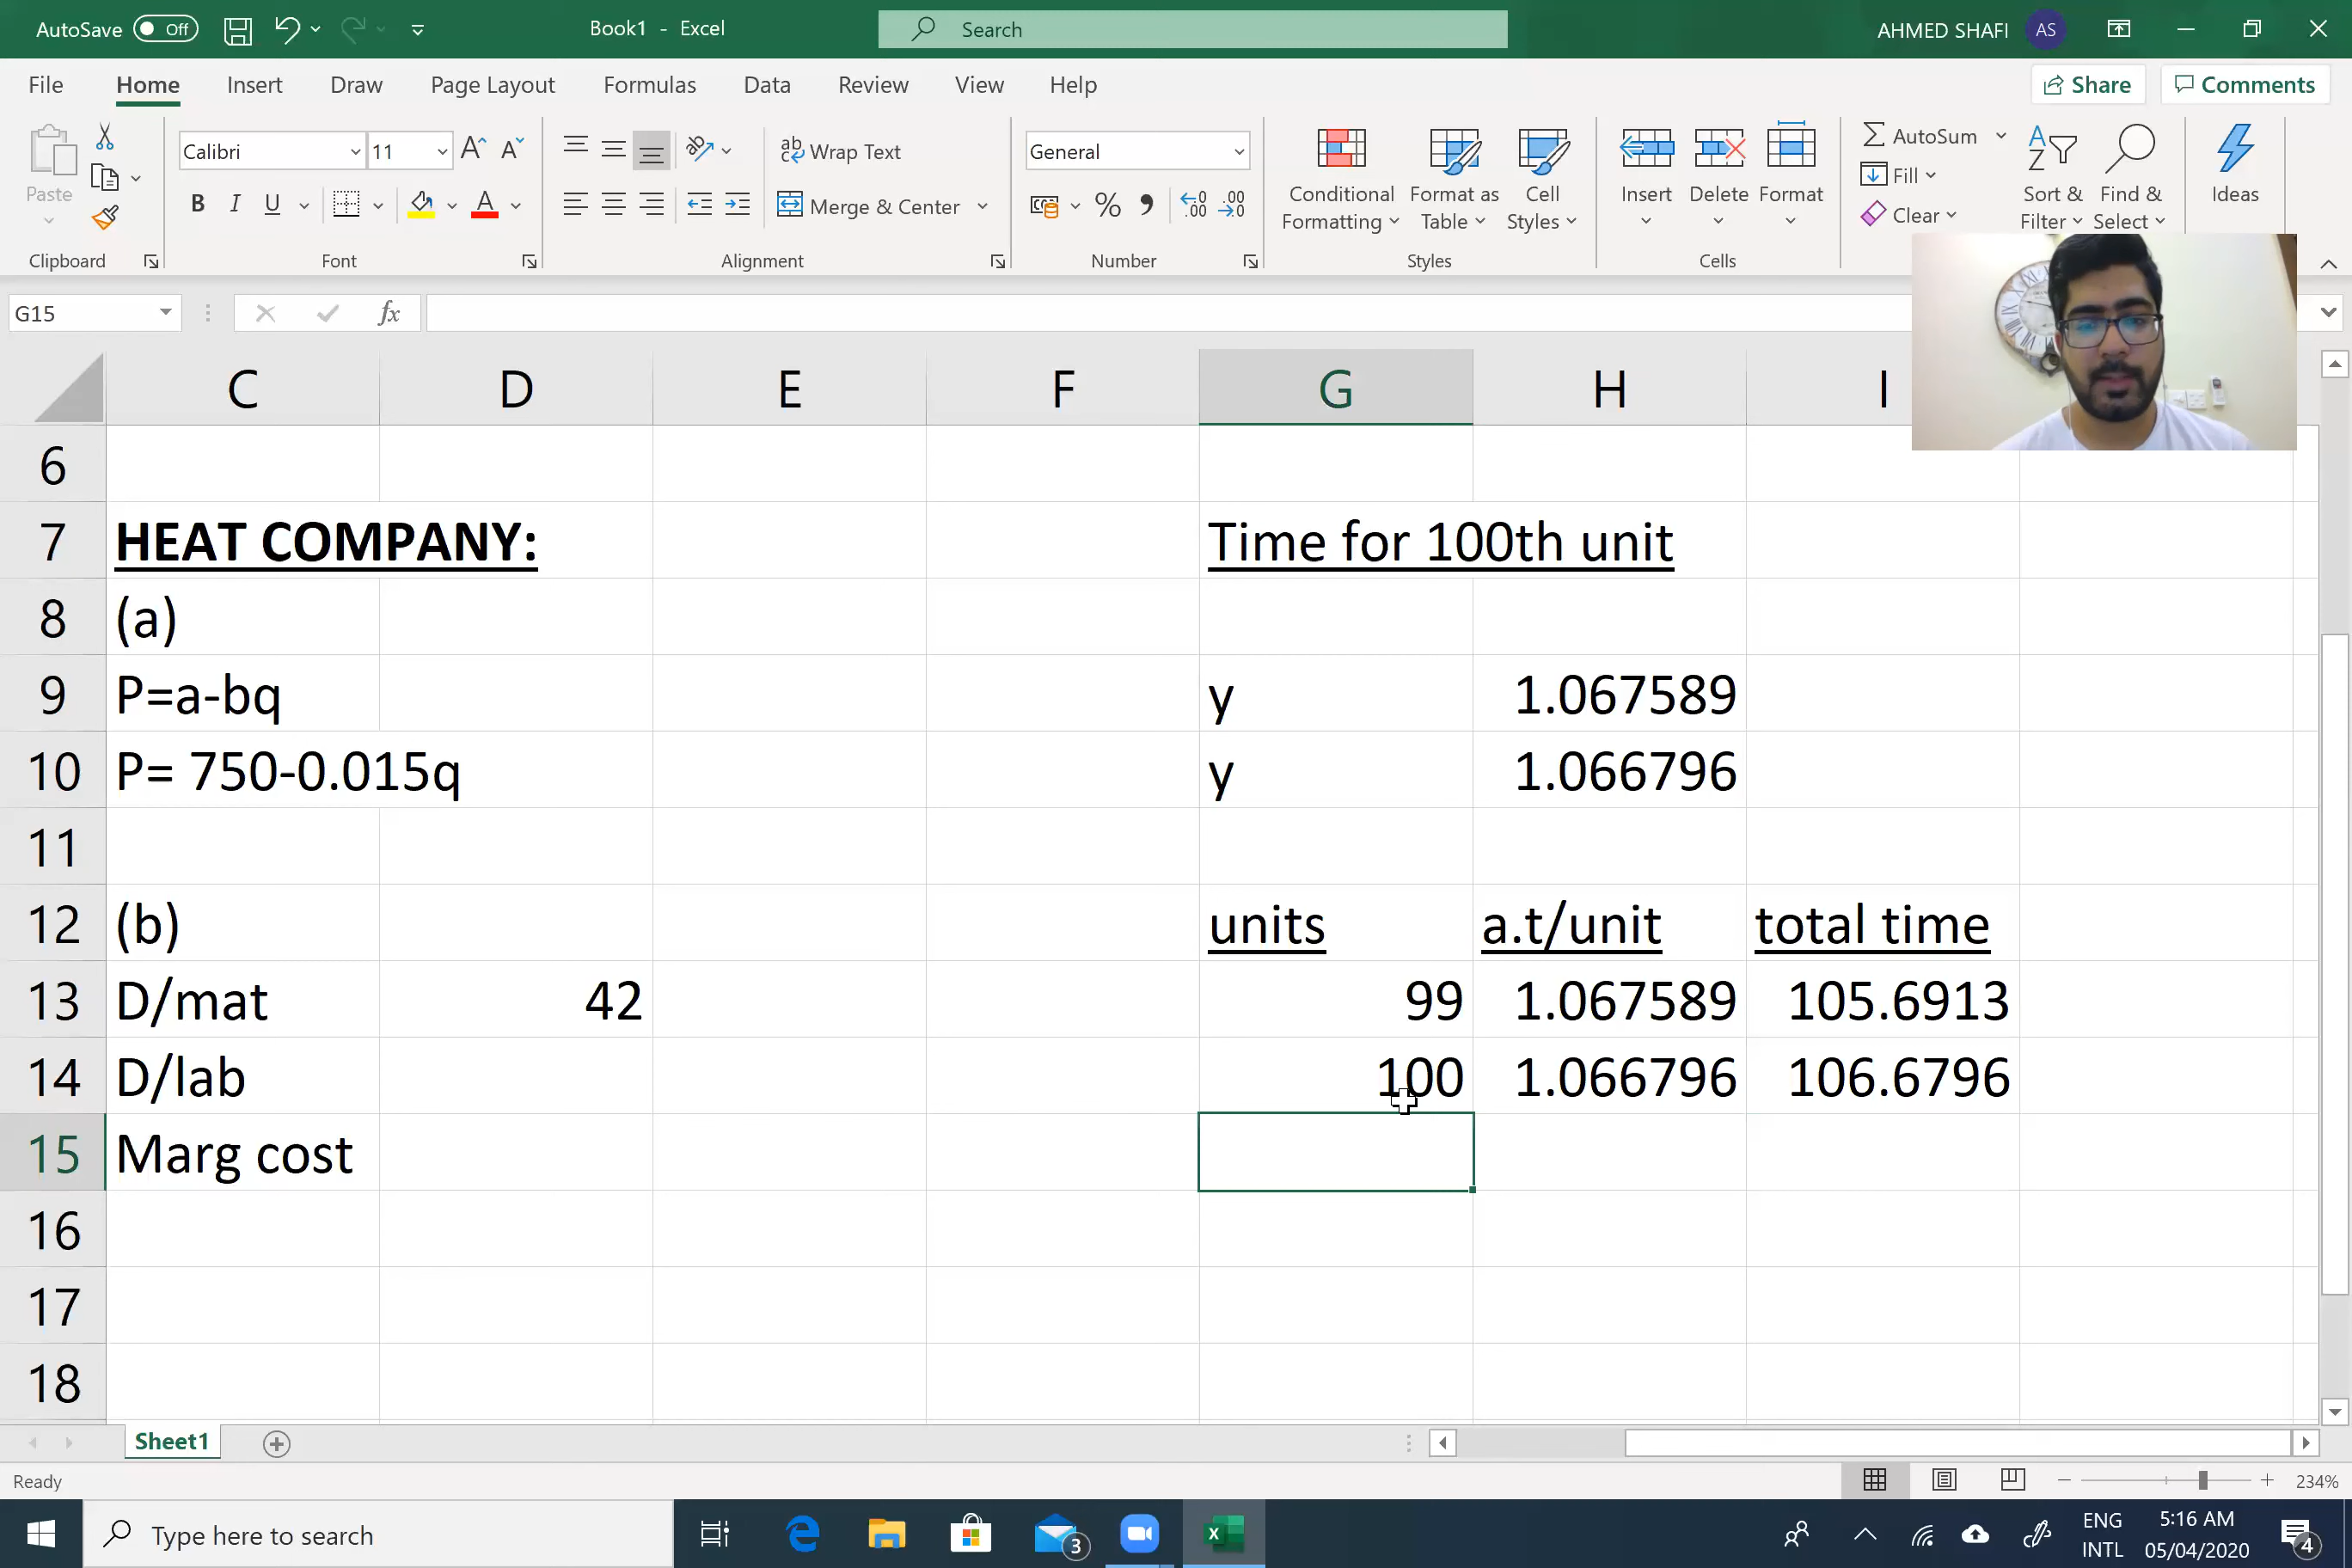 AutoSave Off Book1 - Excel Search AHMED SHAFI AS
File Home Insert Draw Page Layout Formulas Data Review View Help Share Comments
Paste
Calibri 11
B I U A
ab Wrap Text
Merge & Center
General
% , .00 .00
Conditional Formatting
Format as Table
Cell Styles
Insert Delete Format
AutoSum
Fill
Clear
Sort & Filter
Find & Select
Ideas
Clipboard Font Alignment Number Styles Cells
G15 fx
C D E F G H I
6
7 HEAT COMPANY: Time for 100th unit
8 (a)
9 P=a-bq y 1.067589
10 P= 750-0.015q y 1.066796
11
12 (b) units a.t/unit total time
13 D/mat 42 99 1.067589 105.6913
14 D/lab 100 1.066796 106.6796
15 Marg cost
16
17
18
Sheet1
Ready 234%
Type here to search 3 ENG INTL 5:16 AM 05/04/2020 4